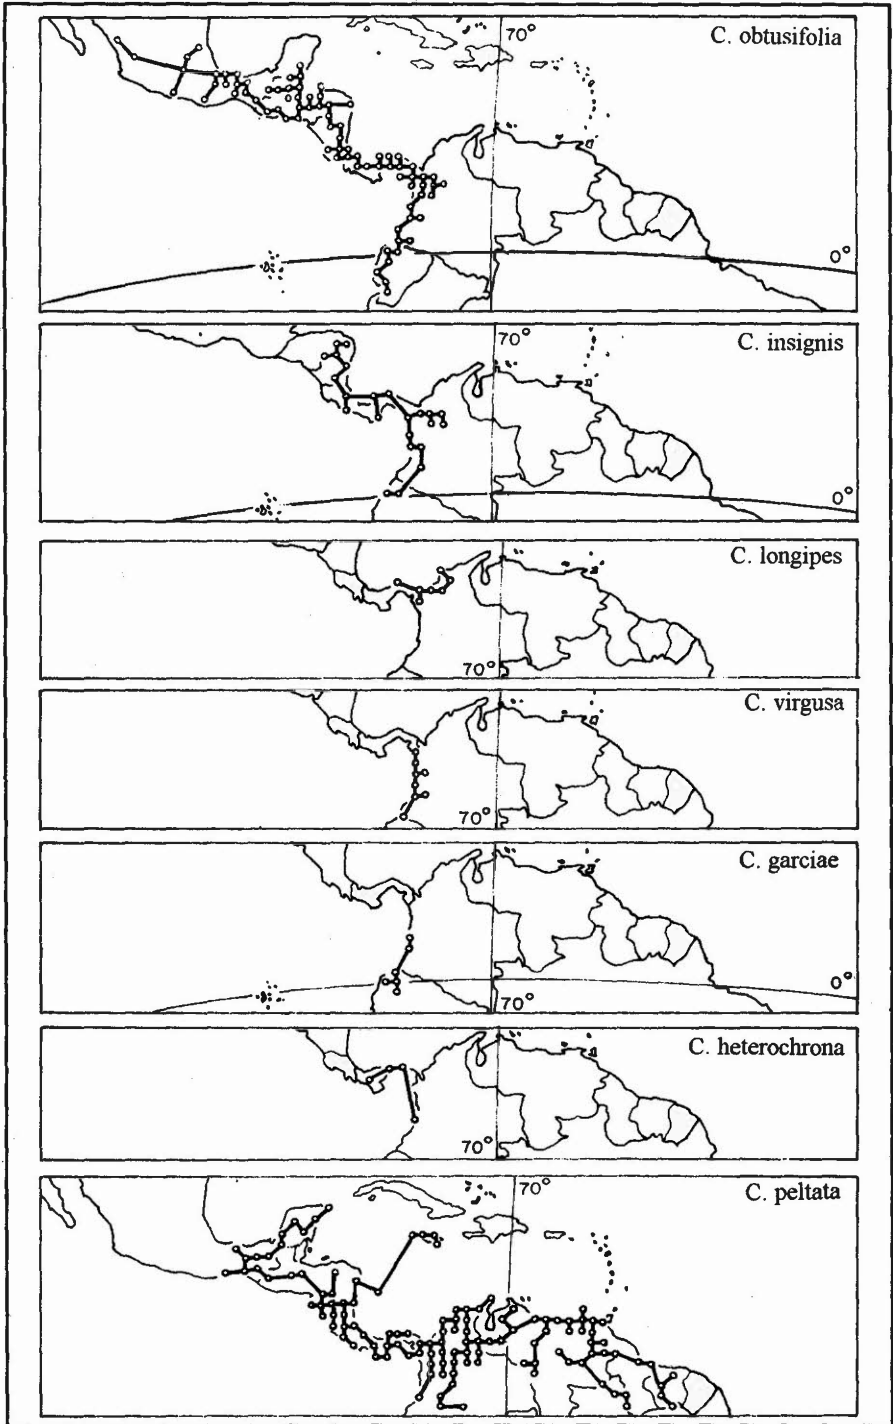 70°
C. obtusifolia
0°
70°
C. insignis
0°
C. longipes
70°
C. virgusa
70°
C. garciae
0°
70°
C. heterochrona
70°
70°
C. peltata